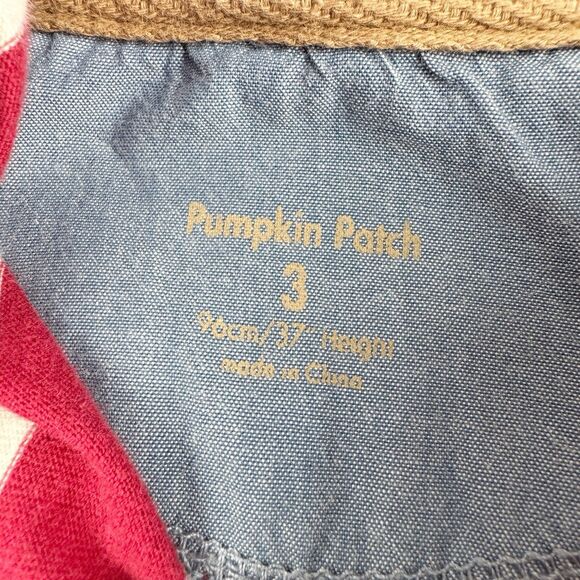 Pumpkin Patch
3
96cm/37" Height
made in China